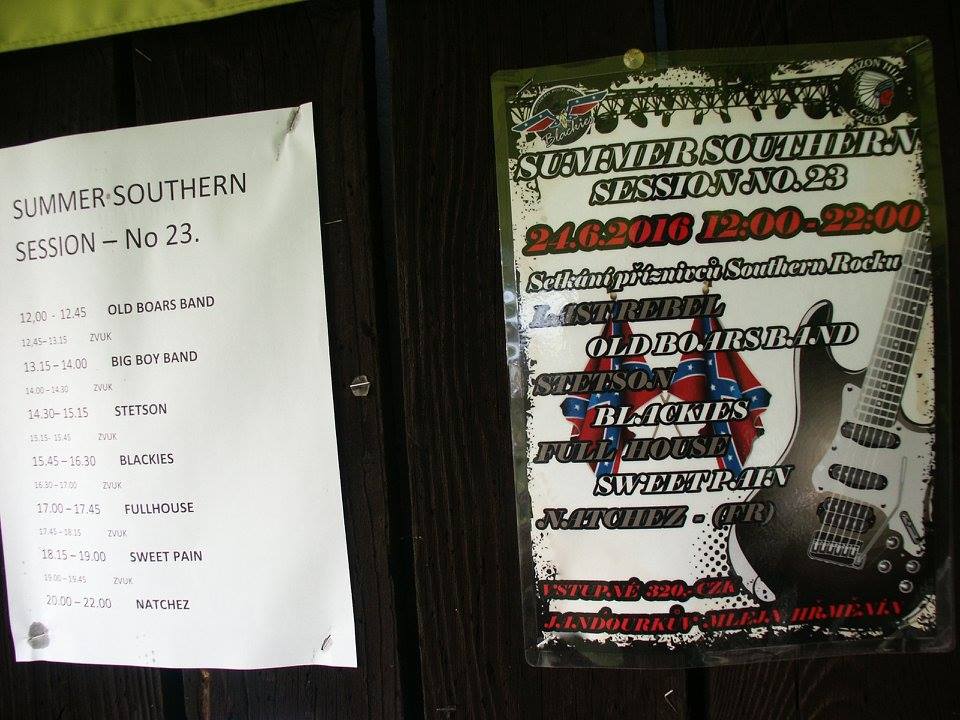 SUMMER SOUTHERN
SESSION – No 23.
12,00 - 12.45 OLD BOARS BAND
12,45– 13.15 ZVUK
13.15 – 14.00 BIG BOY BAND
14.00 – 14.30 ZVUK
14.30– 15.15 STETSON
15.15- 15.45 ZVUK
15.45 – 16.30 BLACKIES
16.30 – 17.00 ZVUK
17.00 – 17.45 FULLHOUSE
17.45 – 18.15 ZVUK
18.15 – 19.00 SWEET PAIN
19.00 – 19.45 ZVUK
20.00 – 22.00 NATCHEZ
Blackies
BIZON HILL
CZECH
SUMMER SOUTHERN
SESSION NO. 23
24.6.2016 12:00 - 22:00
Setkání příznivců Southern Rocku
LAST REBEL
OLD BOARS BAND
STETSON
BLACKIES
FULL HOUSE
SWEET PAIN
NATCHEZ - (FR)
VSTUPNÉ 320,- CZK
JANDOURKŮV MLEJN HŘMĚNÍN